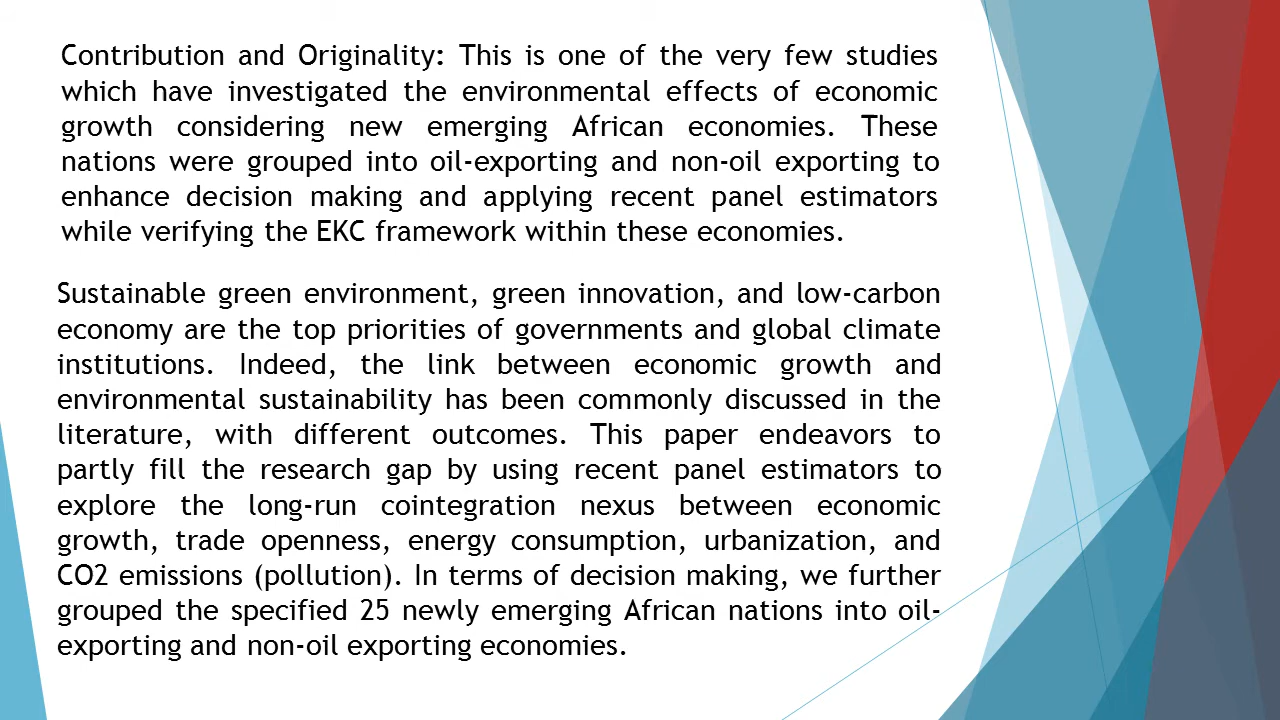 Contribution and Originality: This is one of the very few studies
which have investigated the environmental effects of economic
growth considering new emerging African economies. These
nations were grouped into oil-exporting and non-oil exporting to
enhance decision making and applying recent panel estimators
while verifying the EKC framework within these economies.
Sustainable green environment, green innovation, and low-carbon
economy are the top priorities of governments and global climate
institutions. Indeed, the link between economic growth and
environmental sustainability has been commonly discussed in the
literature, with different outcomes. This paper endeavors to
partly fill the research gap by using recent panel estimators to
explore the long-run cointegration nexus between economic
growth, trade openness, energy consumption, urbanization, and
CO2 emissions (pollution). In terms of decision making, we further
grouped the specified 25 newly emerging African nations into oil-
exporting and non-oil exporting economies.